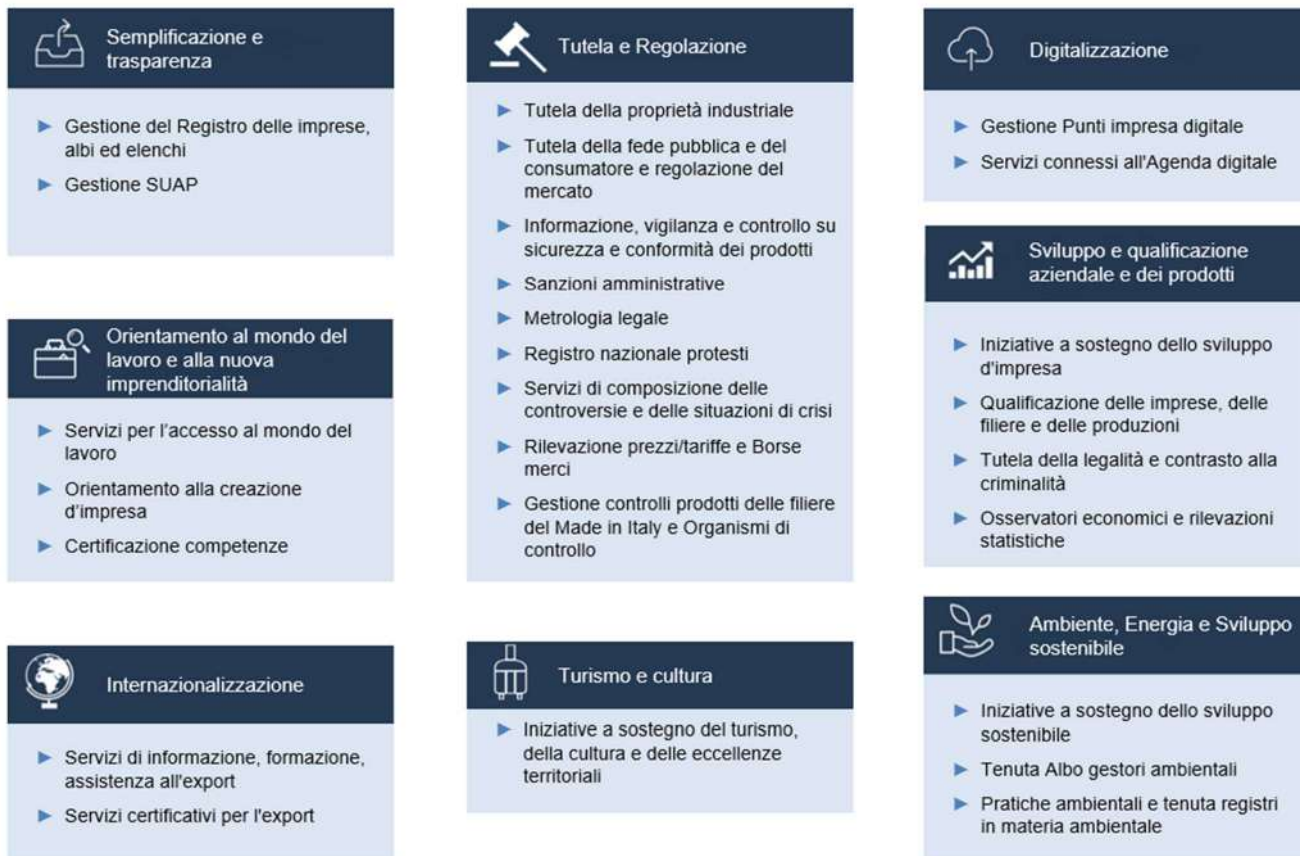 Semplificazione e
trasparenza
Gestione del Registro delle imprese,
albi ed elenchi
Gestione SUAP
Orientamento al mondo del
lavoro e alla nuova
imprenditorialità
Servizi per l'accesso al mondo del
lavoro
Orientamento alla creazione
d'impresa
Certificazione competenze
Internazionalizzazione
Servizi di informazione, formazione,
assistenza all'export
Servizi certificativi per l'export
Tutela e Regolazione
Tutela della proprietà industriale
Tutela della fede pubblica e del
consumatore e regolazione del
mercato
Informazione, vigilanza e controllo su
sicurezza e conformità dei prodotti
Sanzioni amministrative
Metrologia legale
Registro nazionale protesti
Servizi di composizione delle
controversie e delle situazioni di crisi
Rilevazione prezzi/tariffe e Borse
merci
Gestione controlli prodotti delle filiere
del Made in Italy e Organismi di
controllo
Turismo e cultura
Iniziative a sostegno del turismo,
della cultura e delle eccellenze
territoriali
Digitalizzazione
Gestione Punti impresa digitale
Servizi connessi all'Agenda digitale
Sviluppo e qualificazione
aziendale e dei prodotti
Iniziative a sostegno dello sviluppo
d'impresa
Qualificazione delle imprese, delle
filiere e delle produzioni
Tutela della legalità e contrasto alla
criminalità
Osservatori economici e rilevazioni
statistiche
Ambiente, Energia e Sviluppo
sostenibile
Iniziative a sostegno dello sviluppo
sostenibile
Tenuta Albo gestori ambientali
Pratiche ambientali e tenuta registri
in materia ambientale